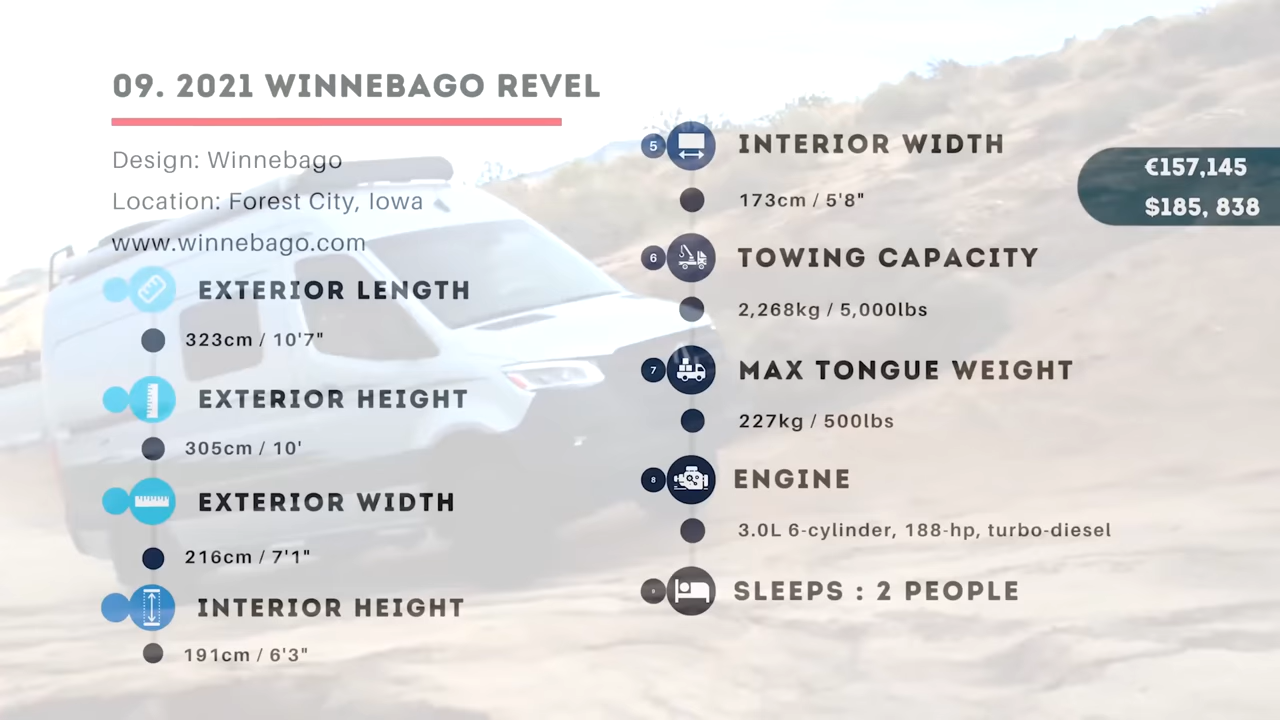 09. 2021 WINNEBAGO REVEL
Design: Winnebago
Location: Forest City, Iowa
www.winnebago.com
EXTERIOR LENGTH
323cm / 10'7"
EXTERIOR HEIGHT
305cm / 10'
EXTERIOR WIDTH
216cm / 7'1"
INTERIOR HEIGHT
191cm / 6'3"
5 INTERIOR WIDTH
173cm / 5'8"
6 TOWING CAPACITY
2,268kg / 5,000lbs
7 MAX TONGUE WEIGHT
227kg / 500lbs
8 ENGINE
3.0L 6-cylinder, 188-hp, turbo-diesel
9 SLEEPS : 2 PEOPLE
€157,145
$185, 838